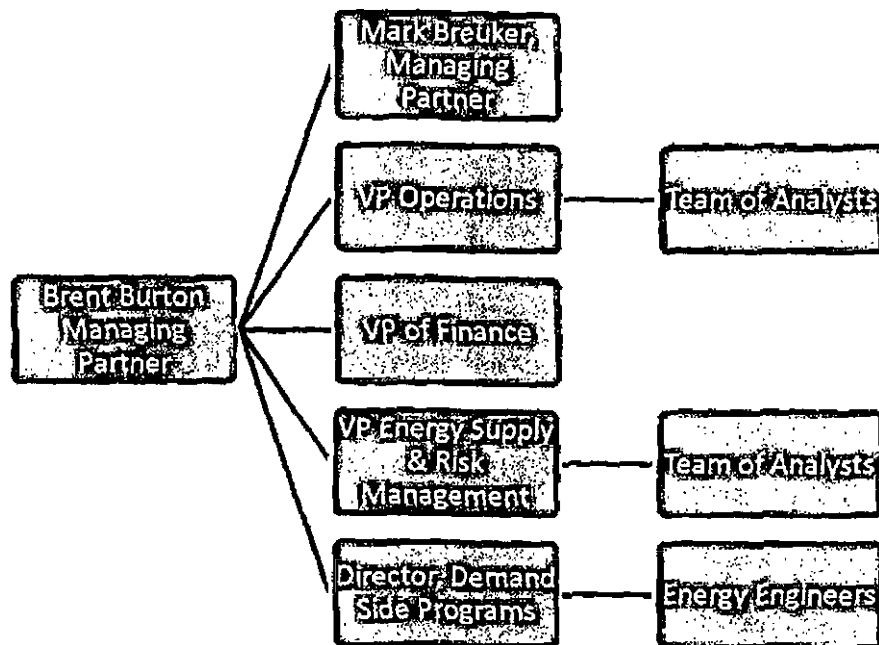 Mark Breuker,
Managing
Partner
VP Operations
Team of Analysts
Brent Burton
Managing
Partner
VP of Finance
VP Energy Supply
& Risk
Management
Team of Analysts
Director, Demand
Side Programs
Energy Engineers